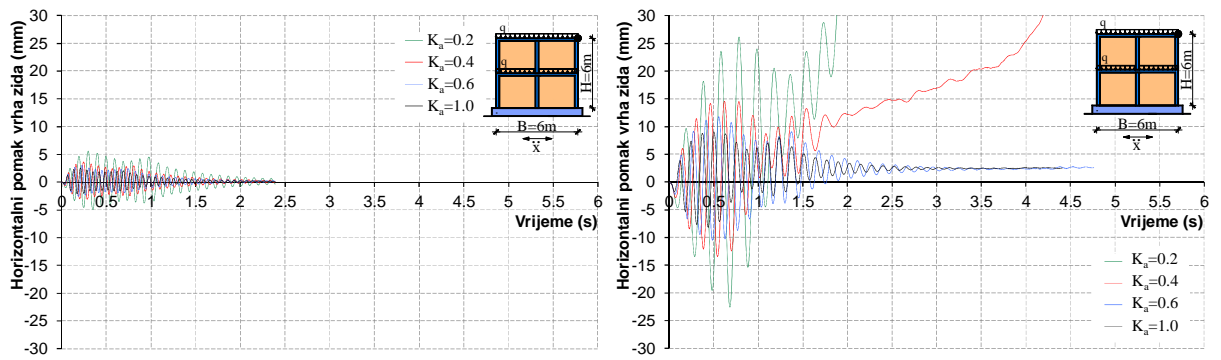 Horizontalni pomak vrha zida (mm)
30
25
20
15
10
5
0
-5
-10
-15
-20
-25
-30
0 0.5 1 1.5 2 2.5 3 3.5 4 4.5 5 5.5 6
Vrijeme (s)
Ka=0.2
Ka=0.4
Ka=0.6
Ka=1.0
q
q
H=6m
B=6m
x
Horizontalni pomak vrha zida (mm)
30
25
20
15
10
5
0
-5
-10
-15
-20
-25
-30
0 0.5 1 1.5 2 2.5 3 3.5 4 4.5 5 5.5 6
Vrijeme (s)
q
q
H=6m
B=6m
x
Ka=0.2
Ka=0.4
Ka=0.6
Ka=1.0